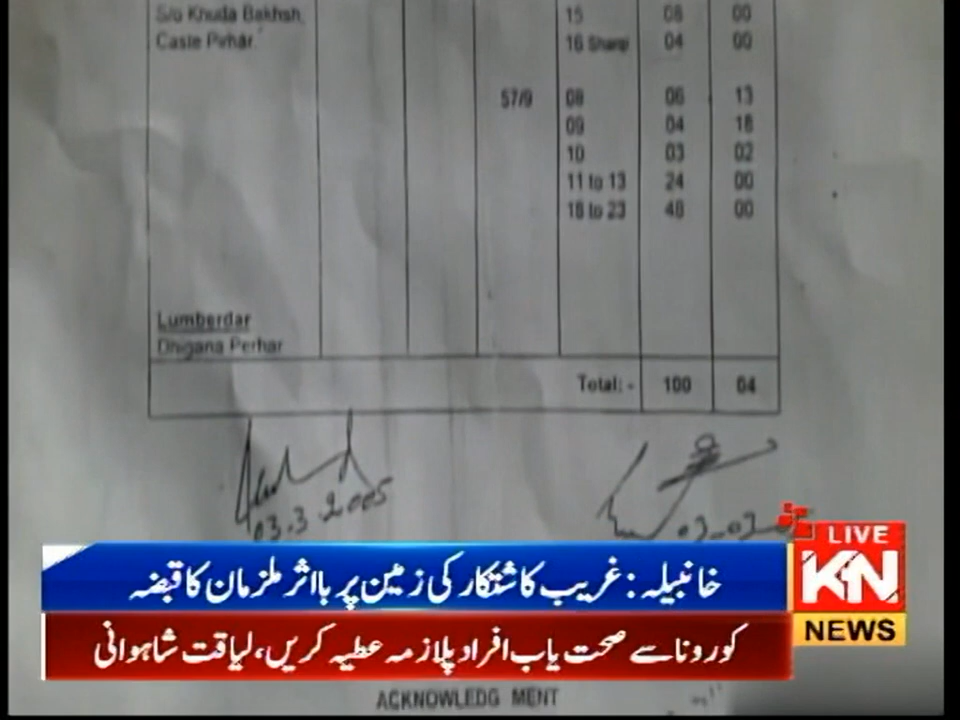 S/o Khuda Bakhsh 15 08 00
Caste Pirhar 16 Sharqi 04 00
57/9 08 06 13
09 04 18
10 03 02
11 to 13 24 00
18 to 23 48 00
Lumberdar
Dhigana Perhar
Total:- 100 04
03.3.2005
خانبیلہ: غریب کاشتکار کی زمین پر بااثر ملزمان کا قبضہ
LIVE
KN
NEWS
کورونا سے صحت یاب افراد پلازمہ عطیہ کریں، لیاقت شاہوانی
ACKNOWLEDG MENT